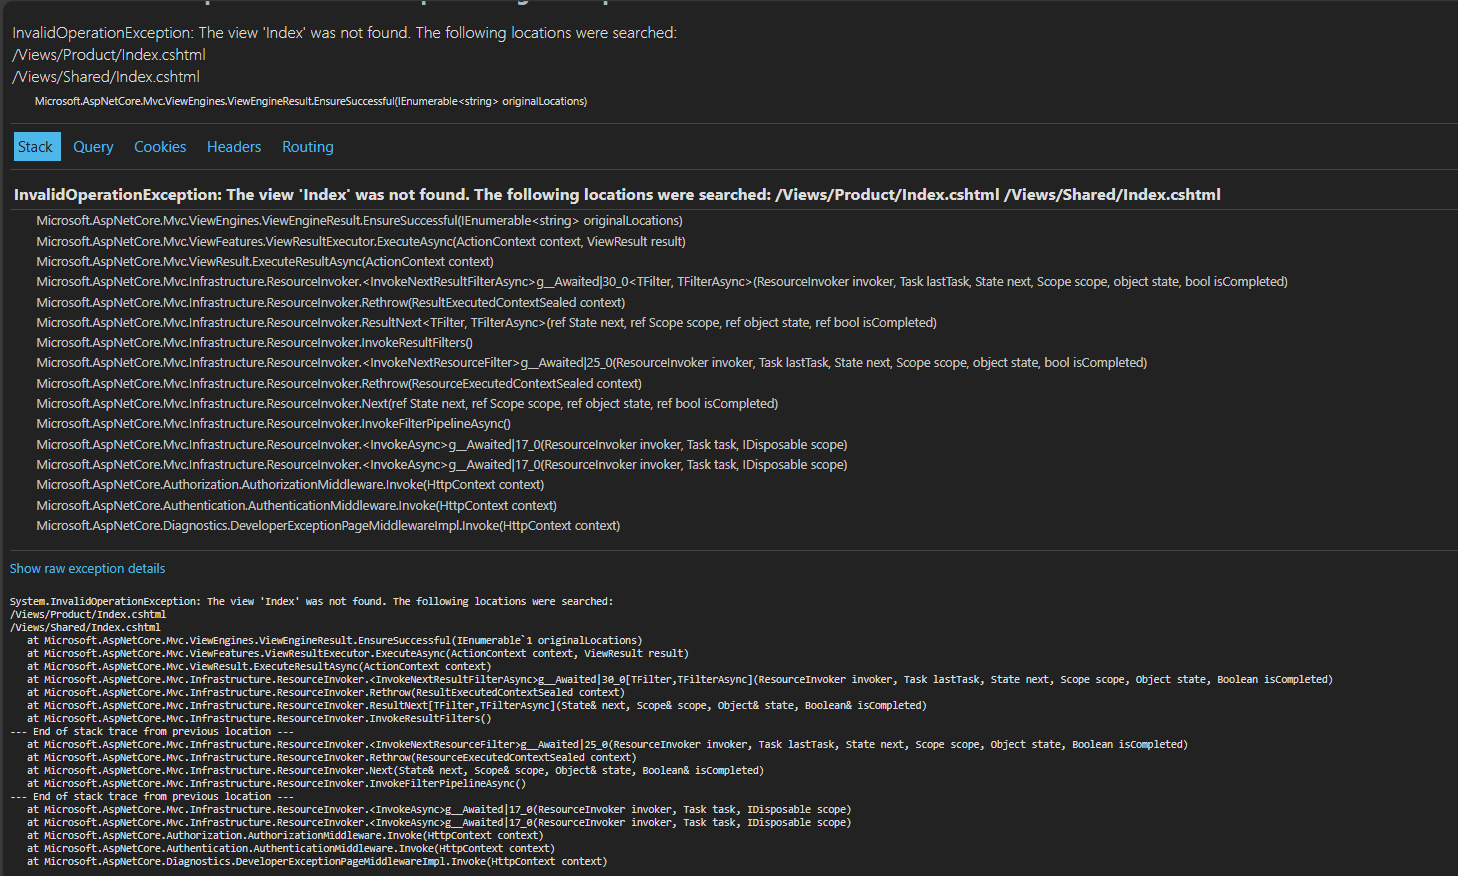 InvalidOperationException: The view 'Index' was not found. The following locations were searched:
/Views/Product/Index.cshtml
/Views/Shared/Index.cshtml
Microsoft.AspNetCore.Mvc.ViewEngines.ViewEngineResult.EnsureSuccessful(IEnumerable<string> originalLocations)
Stack Query Cookies Headers Routing
InvalidOperationException: The view 'Index' was not found. The following locations were searched: /Views/Product/Index.cshtml /Views/Shared/Index.cshtml
Microsoft.AspNetCore.Mvc.ViewEngines.ViewEngineResult.EnsureSuccessful(IEnumerable<string> originalLocations)
Microsoft.AspNetCore.Mvc.ViewFeatures.ViewResultExecutor.ExecuteAsync(ActionContext context, ViewResult result)
Microsoft.AspNetCore.Mvc.ViewResult.ExecuteResultAsync(ActionContext context)
Microsoft.AspNetCore.Mvc.Infrastructure.ResourceInvoker.<InvokeNextResultFilterAsync>g__Awaited|30_0<TFilter, TFilterAsync>(ResourceInvoker invoker, Task lastTask, State next, Scope scope, object state, bool isCompleted)
Microsoft.AspNetCore.Mvc.Infrastructure.ResourceInvoker.Rethrow(ResultExecutedContextSealed context)
Microsoft.AspNetCore.Mvc.Infrastructure.ResourceInvoker.ResultNext<TFilter, TFilterAsync>(ref State next, ref Scope scope, ref object state, ref bool isCompleted)
Microsoft.AspNetCore.Mvc.Infrastructure.ResourceInvoker.InvokeResultFilters()
Microsoft.AspNetCore.Mvc.Infrastructure.ResourceInvoker.<InvokeNextResourceFilter>g__Awaited|25_0(ResourceInvoker invoker, Task lastTask, State next, Scope scope, object state, bool isCompleted)
Microsoft.AspNetCore.Mvc.Infrastructure.ResourceInvoker.Rethrow(ResourceExecutedContextSealed context)
Microsoft.AspNetCore.Mvc.Infrastructure.ResourceInvoker.Next(ref State next, ref Scope scope, ref object state, ref bool isCompleted)
Microsoft.AspNetCore.Mvc.Infrastructure.ResourceInvoker.InvokeFilterPipelineAsync()
Microsoft.AspNetCore.Mvc.Infrastructure.ResourceInvoker.<InvokeAsync>g__Awaited|17_0(ResourceInvoker invoker, Task task, IDisposable scope)
Microsoft.AspNetCore.Mvc.Infrastructure.ResourceInvoker.<InvokeAsync>g__Awaited|17_0(ResourceInvoker invoker, Task task, IDisposable scope)
Microsoft.AspNetCore.Authorization.AuthorizationMiddleware.Invoke(HttpContext context)
Microsoft.AspNetCore.Authentication.AuthenticationMiddleware.Invoke(HttpContext context)
Microsoft.AspNetCore.Diagnostics.DeveloperExceptionPageMiddlewareImpl.Invoke(HttpContext context)
Show raw exception details
System.InvalidOperationException: The view 'Index' was not found. The following locations were searched:
/Views/Product/Index.cshtml
/Views/Shared/Index.cshtml
at Microsoft.AspNetCore.Mvc.ViewEngines.ViewEngineResult.EnsureSuccessful(IEnumerable`1 originalLocations)
at Microsoft.AspNetCore.Mvc.ViewFeatures.ViewResultExecutor.ExecuteAsync(ActionContext context, ViewResult result)
at Microsoft.AspNetCore.Mvc.ViewResult.ExecuteResultAsync(ActionContext context)
at Microsoft.AspNetCore.Mvc.Infrastructure.ResourceInvoker.<InvokeNextResultFilterAsync>g__Awaited|30_0[TFilter,TFilterAsync](ResourceInvoker invoker, Task lastTask, State next, Scope scope, Object state, Boolean isCompleted)
at Microsoft.AspNetCore.Mvc.Infrastructure.ResourceInvoker.Rethrow(ResultExecutedContextSealed context)
at Microsoft.AspNetCore.Mvc.Infrastructure.ResourceInvoker.ResultNext[TFilter,TFilterAsync](State& next, Scope& scope, Object& state, Boolean& isCompleted)
at Microsoft.AspNetCore.Mvc.Infrastructure.ResourceInvoker.InvokeResultFilters()
--- End of stack trace from previous location ---
at Microsoft.AspNetCore.Mvc.Infrastructure.ResourceInvoker.<InvokeNextResourceFilter>g__Awaited|25_0(ResourceInvoker invoker, Task lastTask, State next, Scope scope, Object state, Boolean isCompleted)
at Microsoft.AspNetCore.Mvc.Infrastructure.ResourceInvoker.Rethrow(ResourceExecutedContextSealed context)
at Microsoft.AspNetCore.Mvc.Infrastructure.ResourceInvoker.Next(State& next, Scope& scope, Object& state, Boolean& isCompleted)
at Microsoft.AspNetCore.Mvc.Infrastructure.ResourceInvoker.InvokeFilterPipelineAsync()
--- End of stack trace from previous location ---
at Microsoft.AspNetCore.Mvc.Infrastructure.ResourceInvoker.<InvokeAsync>g__Awaited|17_0(ResourceInvoker invoker, Task task, IDisposable scope)
at Microsoft.AspNetCore.Mvc.Infrastructure.ResourceInvoker.<InvokeAsync>g__Awaited|17_0(ResourceInvoker invoker, Task task, IDisposable scope)
at Microsoft.AspNetCore.Authorization.AuthorizationMiddleware.Invoke(HttpContext context)
at Microsoft.AspNetCore.Authentication.AuthenticationMiddleware.Invoke(HttpContext context)
at Microsoft.AspNetCore.Diagnostics.DeveloperExceptionPageMiddlewareImpl.Invoke(HttpContext context)